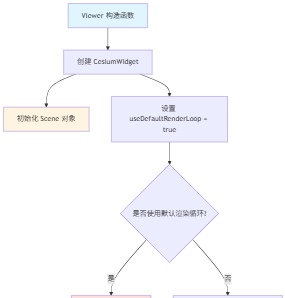 Viewer 构造函数
创建 CesiumWidget
初始化 Scene 对象
设置
useDefaultRenderLoop =
true
是否使用默认渲染循环?
是
否